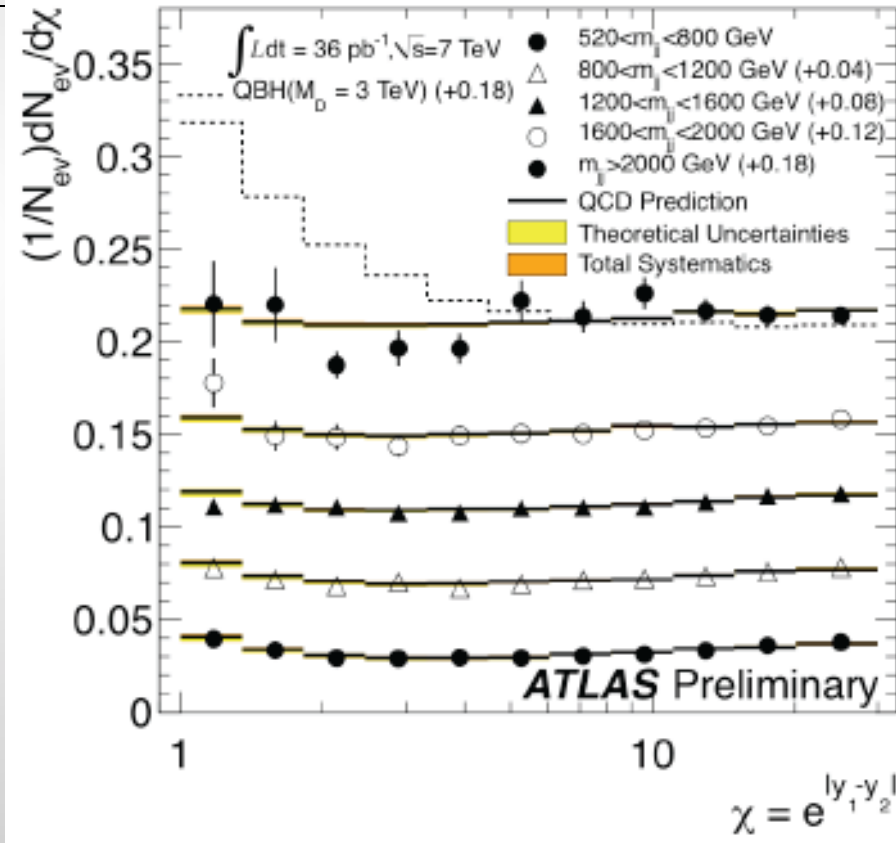 (1/N_ev)dN_ev/dχ
0.35
0.3
0.25
0.2
0.15
0.1
0.05
0
∫Ldt = 36 pb⁻¹,√s=7 TeV
QBH(M_D = 3 TeV) (+0.18)
520<m_jj<800 GeV
800<m_jj<1200 GeV (+0.04)
1200<m_jj<1600 GeV (+0.08)
1600<m_jj<2000 GeV (+0.12)
m_jj>2000 GeV (+0.18)
QCD Prediction
Theoretical Uncertainties
Total Systematics
ATLAS Preliminary
1
10
χ = e^|y_1-y_2|